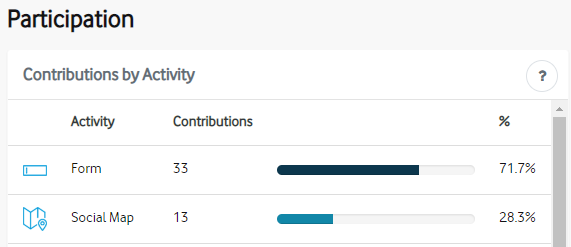 Participation
Contributions by Activity ?
Activity Contributions %
Form 33 71.7%
Social Map 13 28.3%